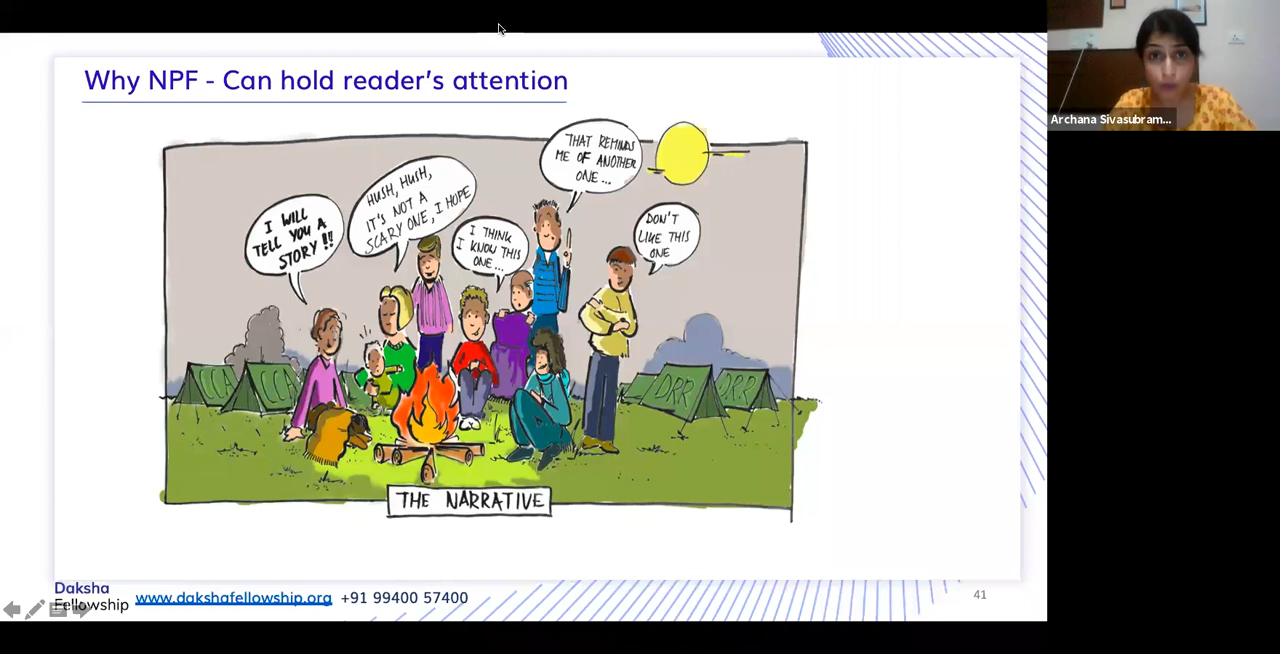 Why NPF - Can hold reader's attention
Archana Sivasubram...
THAT REMINDS
ME OF ANOTHER
ONE ...
HUSH, HUSH,
IT'S NOT A
SCARY ONE, I HOPE
I WILL
TELL YOU A
STORY !!
I THINK
I KNOW THIS
ONE...
DON'T
LIKE THIS
ONE
CCA
CCA
DRR
DRR
THE NARRATIVE
Daksha
Fellowship
www.dakshafellowship.org +91 99400 57400
41